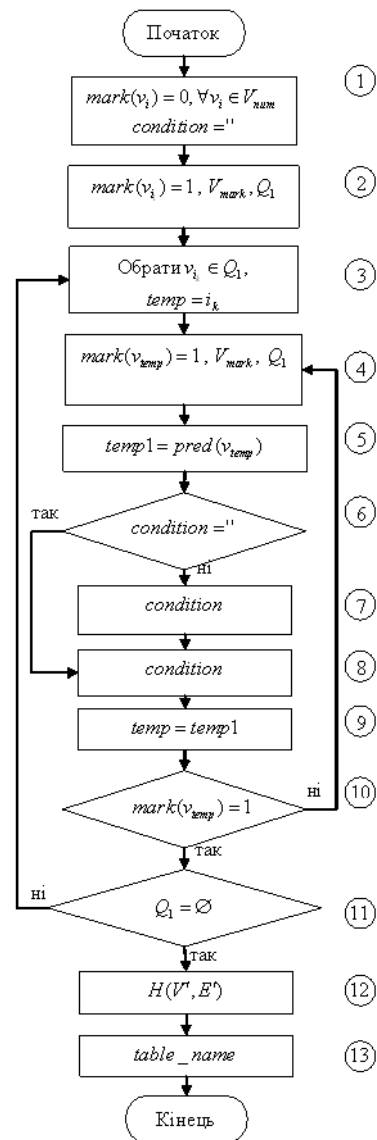 Початок
mark(v_i) = 0, ∀v_i ∈ V_num
condition = ''
1
mark(v_i) = 1 , V_mark , Q_1
2
Обрати v_i ∈ Q_1,
temp = i_k
3
mark(v_temp) = 1 , V_mark , Q_1
4
temp1 = pred(v_temp)
5
6
так
condition = ''
ні
condition
7
condition
8
temp = temp1
9
10
ні
mark(v_temp) = 1
так
ні
Q_1 = ∅
11
так
H(V', E')
12
table_name
13
Кінець